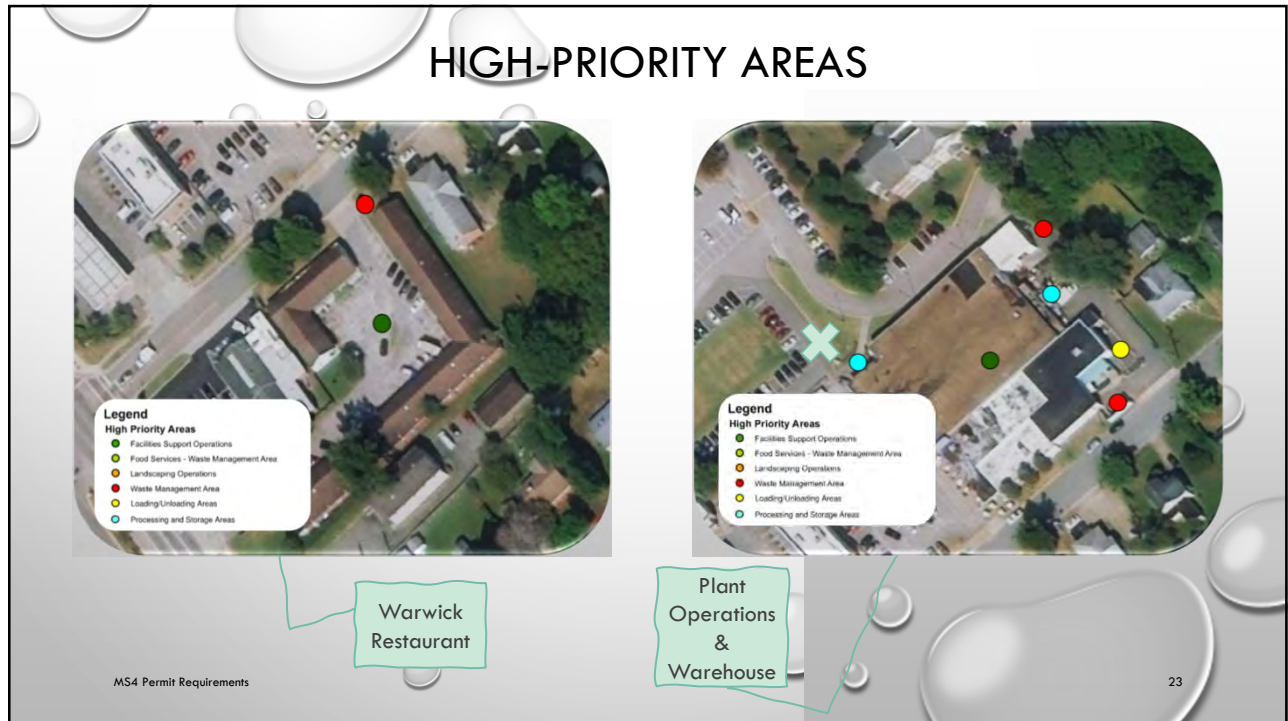 HIGH-PRIORITY AREAS
Legend
High Priority Areas
Facilities Support Operations
Food Services - Waste Management Area
Landscaping Operations
Waste Management Area
Loading/Unloading Areas
Processing and Storage Areas
Legend
High Priority Areas
Facilities Support Operations
Food Services - Waste Management Area
Landscaping Operations
Waste Management Area
Loading/Unloading Areas
Processing and Storage Areas
Warwick
Restaurant
Plant
Operations
&
Warehouse
MS4 Permit Requirements
23